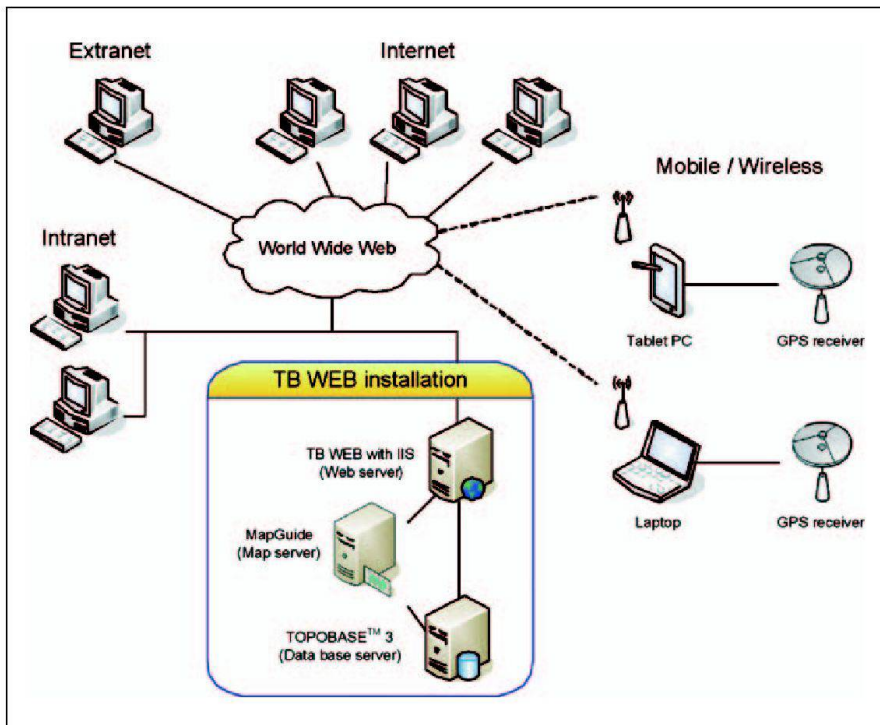 Extranet
Internet
Mobile / Wireless
Intranet
World Wide Web
Tablet PC
GPS receiver
TB WEB installation
TB WEB with IIS
(Web server)
MapGuide
(Map server)
Laptop
GPS receiver
TOPOBASE™ 3
(Data base server)